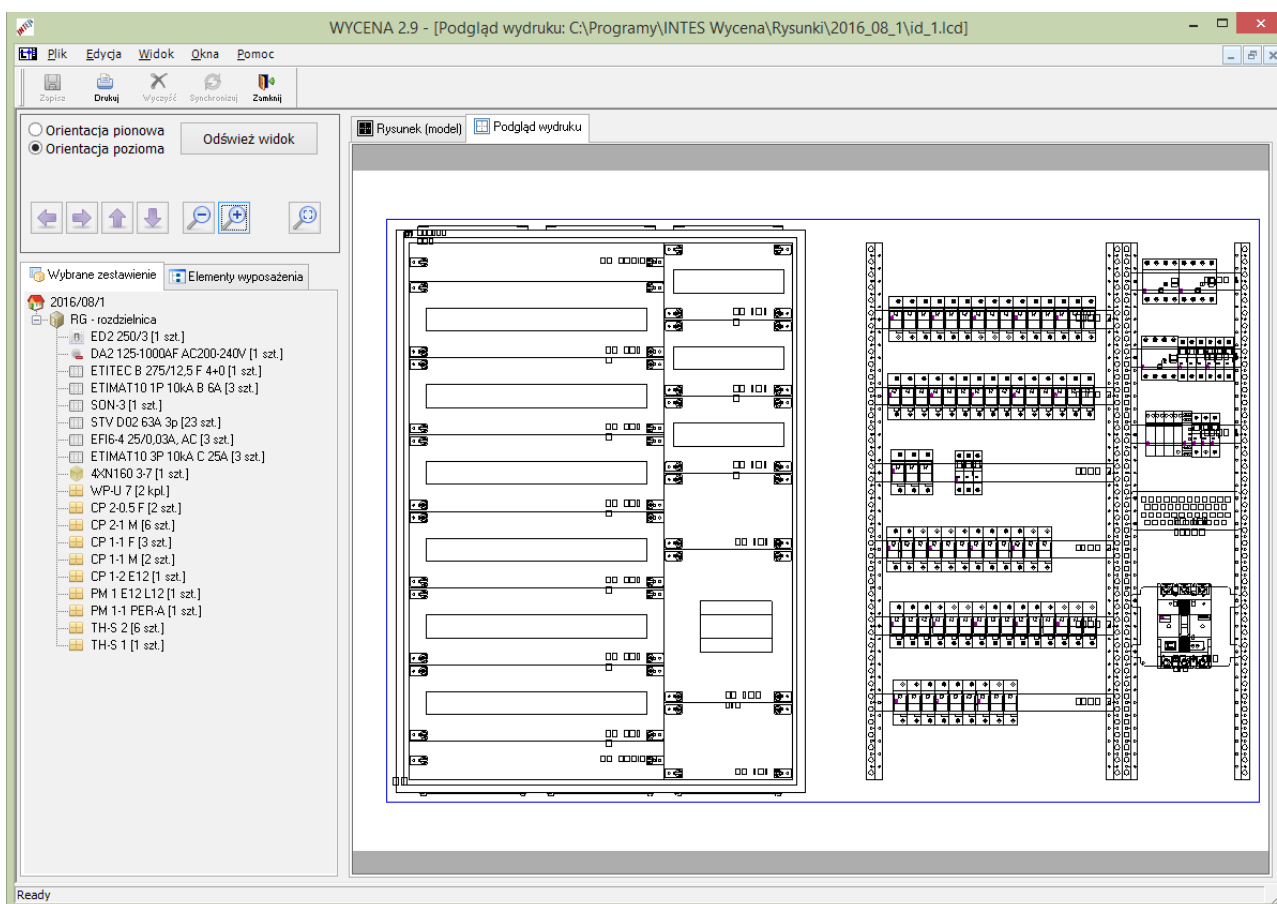 WYCENA 2.9 - [Podgląd wydruku: C:\Programy\INTES Wycena\Rysunki\2016_08_1\id_1.lcd]
Plik Edycja Widok Okna Pomoc
Zapisz Drukuj Wyczyść Synchronizuj Zamknij
Orientacja pionowa
Orientacja pozioma
Odśwież widok
Rysunek (model) Podgląd wydruku
Wybrane zestawienie Elementy wyposażenia
2016/08/1
RG - rozdzielnica
ED2 250/3 [1 szt.]
DA2 125-1000AF AC200-240V [1 szt.]
ETITEC B 275/12,5 F 4+0 [1 szt.]
ETIMAT10 1P 10kA B 6A [3 szt.]
SON-3 [1 szt.]
STV D02 63A 3p [23 szt.]
EFI6-4 25/0,03A, AC [3 szt.]
ETIMAT10 3P 10kA C 25A [3 szt.]
4XN160 3-7 [1 szt.]
WP-U 7 [2 kpl.]
CP 2-0.5 F [2 szt.]
CP 2-1 M [6 szt.]
CP 1-1 F [3 szt.]
CP 1-1 M [2 szt.]
CP 1-2 E12 [1 szt.]
PM 1 E12 L12 [1 szt.]
PM 1-1 PER-A [1 szt.]
TH-S 2 [6 szt.]
TH-S 1 [1 szt.]
Ready